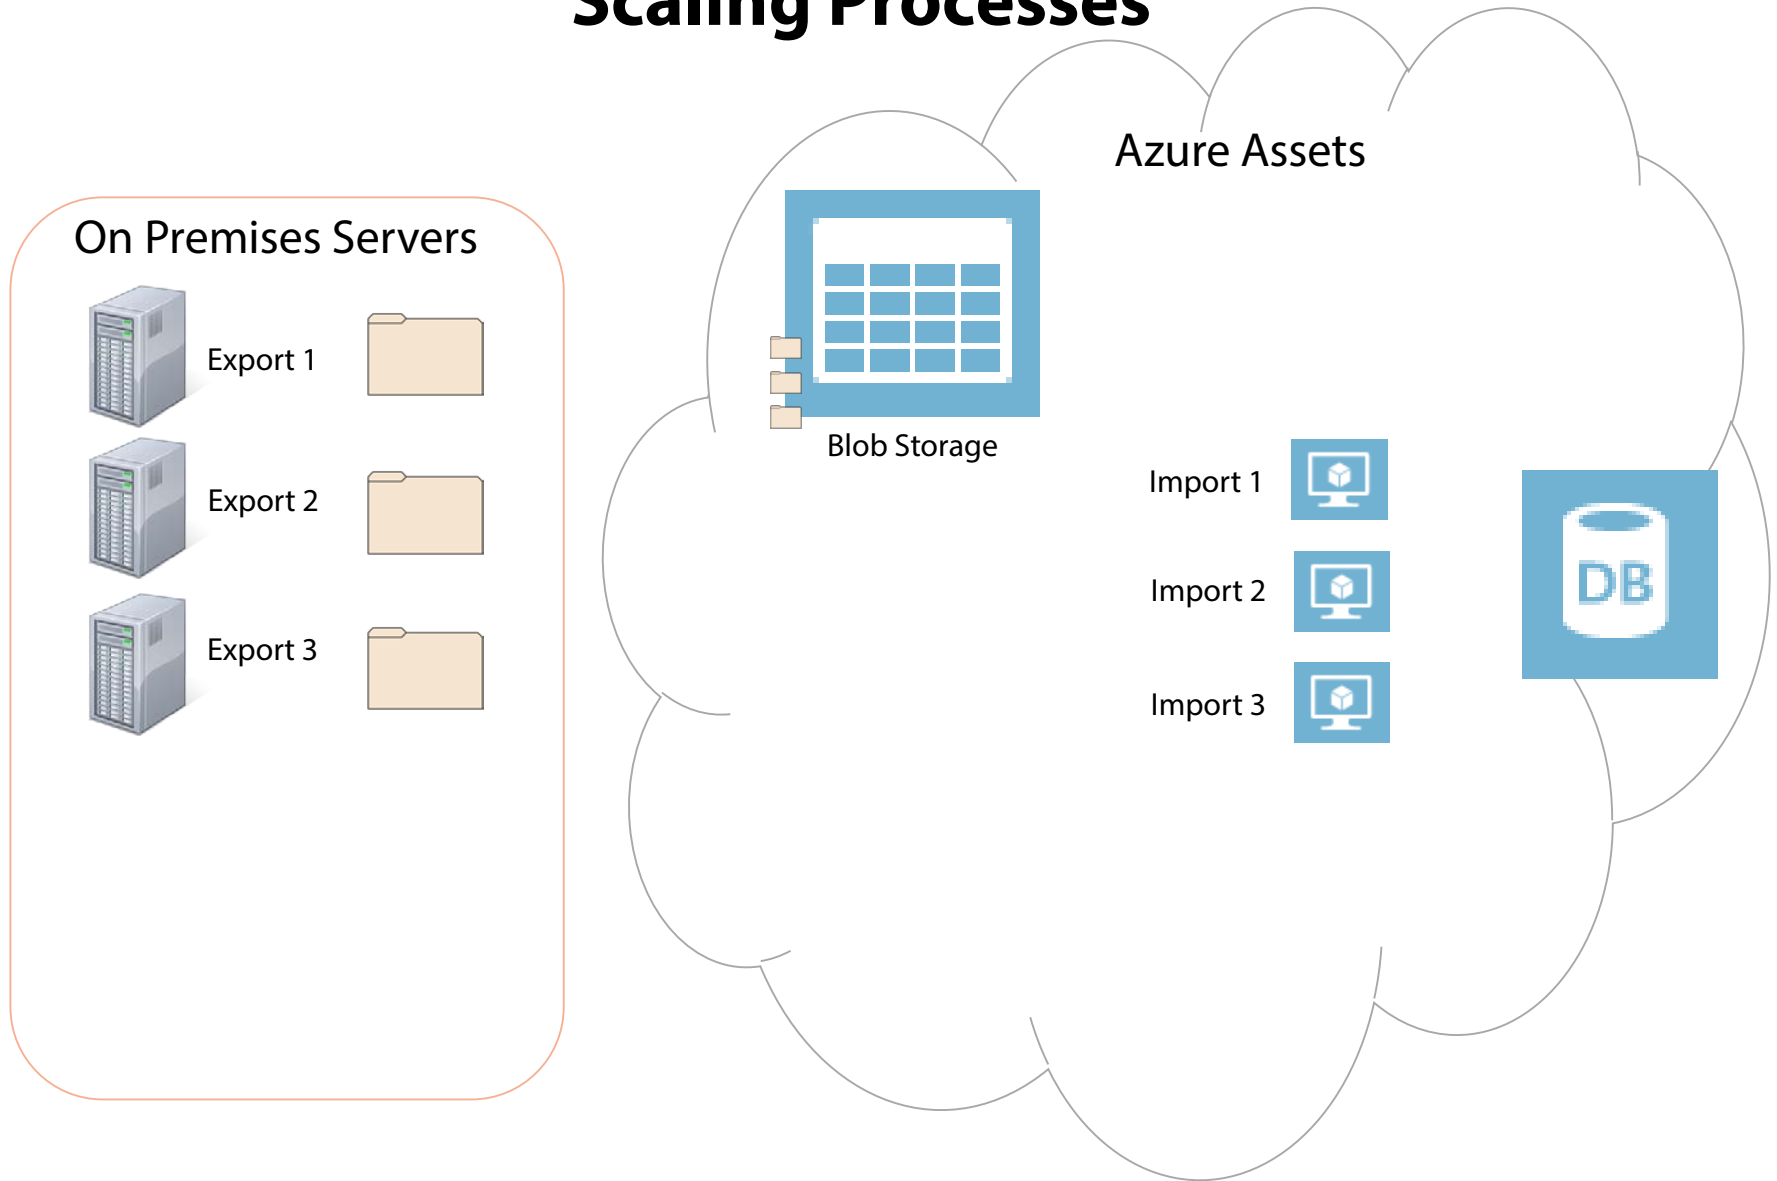 Scaling Processes
Azure Assets
On Premises Servers
Export 1
Export 2
Export 3
Blob Storage
Import 1
Import 2
Import 3
DB